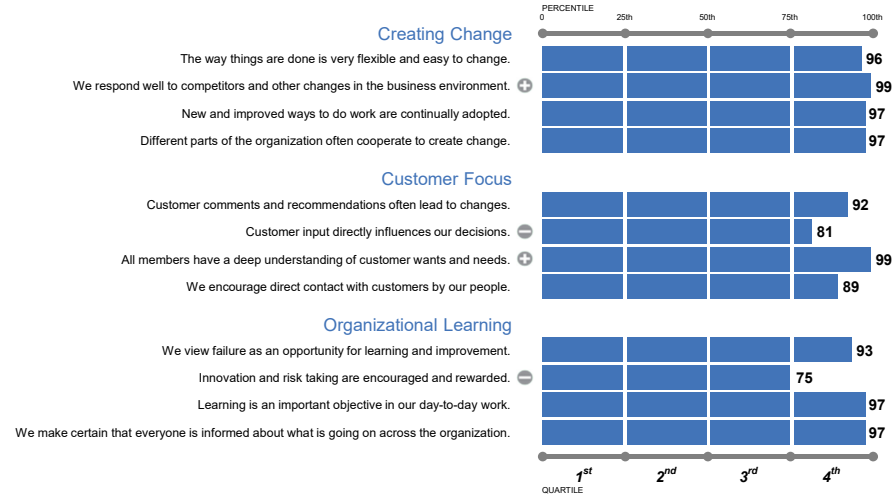 PERCENTILE
0 25th 50th 75th 100th
Creating Change
The way things are done is very flexible and easy to change. 96
We respond well to competitors and other changes in the business environment. 99
New and improved ways to do work are continually adopted. 97
Different parts of the organization often cooperate to create change. 97
Customer Focus
Customer comments and recommendations often lead to changes. 92
Customer input directly influences our decisions. 81
All members have a deep understanding of customer wants and needs. 99
We encourage direct contact with customers by our people. 89
Organizational Learning
We view failure as an opportunity for learning and improvement. 93
Innovation and risk taking are encouraged and rewarded. 75
Learning is an important objective in our day-to-day work. 97
We make certain that everyone is informed about what is going on across the organization. 97
1st 2nd 3rd 4th
QUARTILE